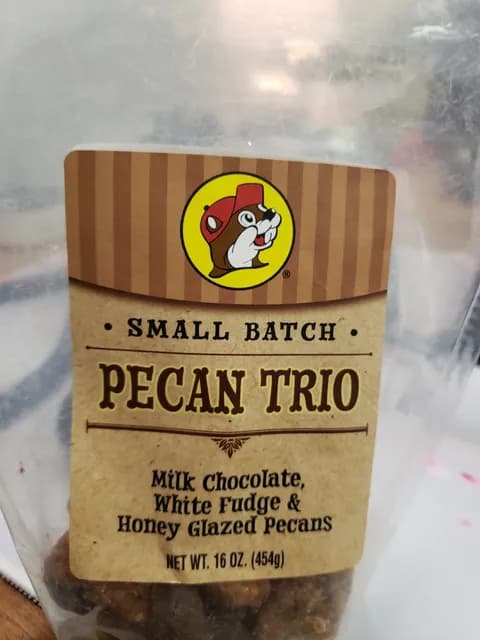 ®
• SMALL BATCH •
PECAN TRIO
Milk Chocolate,
White Fudge &
Honey Glazed Pecans
NET WT. 16 OZ. (454g)